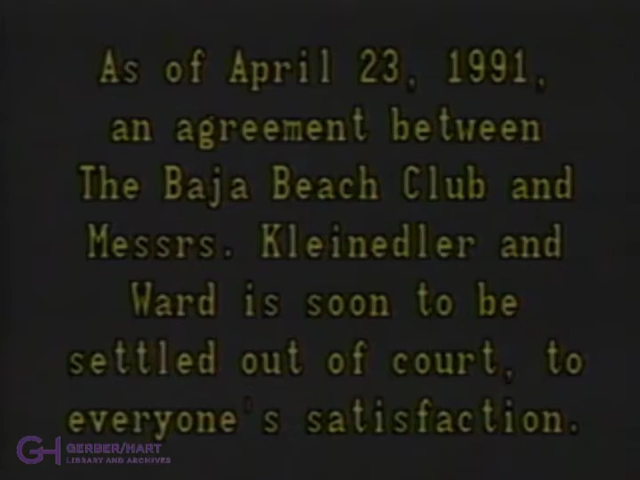 As of April 23, 1991,
an agreement between
The Baja Beach Club and
Messrs. Kleinedler and
Ward is soon to be
settled out of court, to
everyone's satisfaction.
GH GERBER/HART
LIBRARY AND ARCHIVES